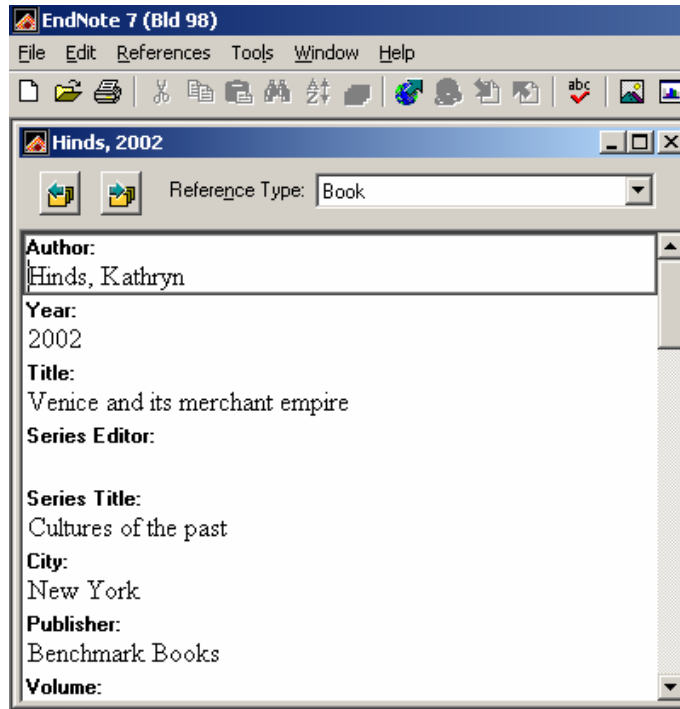 EndNote 7 (Bld 98)
File Edit References Tools Window Help
abc
Hinds, 2002
Reference Type: Book
Author:
Hinds, Kathryn
Year:
2002
Title:
Venice and its merchant empire
Series Editor:
Series Title:
Cultures of the past
City:
New York
Publisher:
Benchmark Books
Volume: